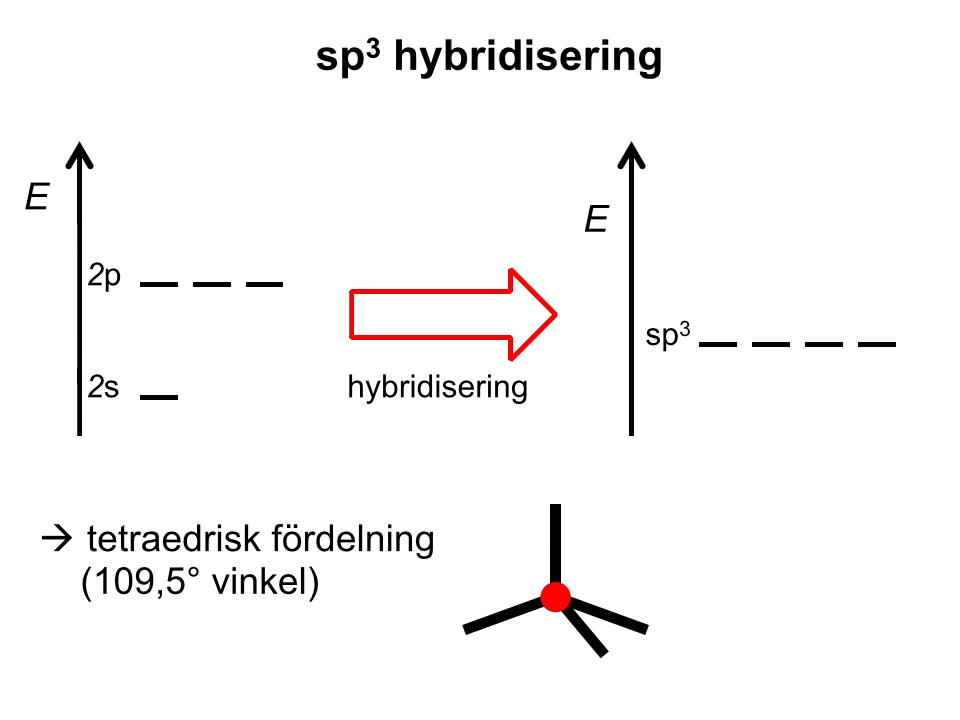 sp³ hybridisering
E
E
2p
sp³
2s
hybridisering
→ tetraedrisk fördelning
(109,5° vinkel)